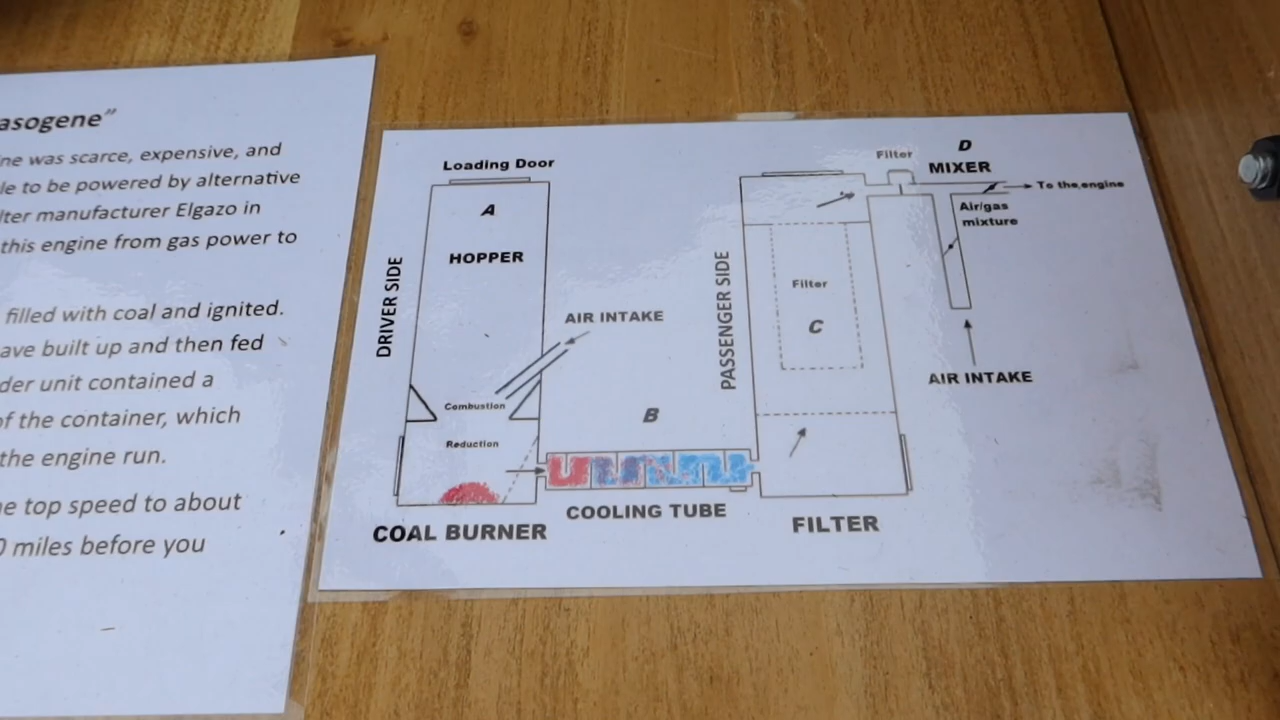 asogene”
ne was scarce, expensive, and
le to be powered by alternative
lter manufacturer Elgazo in
this engine from gas power to
filled with coal and ignited.
ave built up and then fed
der unit contained a
of the container, which
the engine run.
e top speed to about
0 miles before you
Loading Door
A
HOPPER
DRIVER SIDE
AIR INTAKE
Combustion
Reduction
COAL BURNER
B
COOLING TUBE
PASSENGER SIDE
Filter
C
FILTER
Filter
D
MIXER
To the engine
Air/gas
mixture
AIR INTAKE